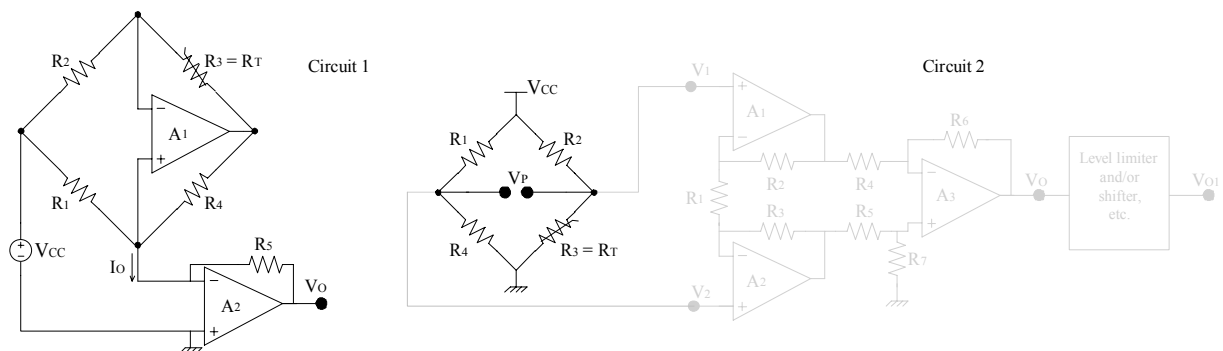 Circuit 1
R2
R3 = RT
A1
R1
R4
VCC
IO
R5
A2
VO
Circuit 2
VCC
R1
R2
VP
R4
R3 = RT
V1
A1
R2
R4
R6
R1
R3
R5
A3
VO
Level limiter
and/or
shifter,
etc.
VO1
R7
A2
V2